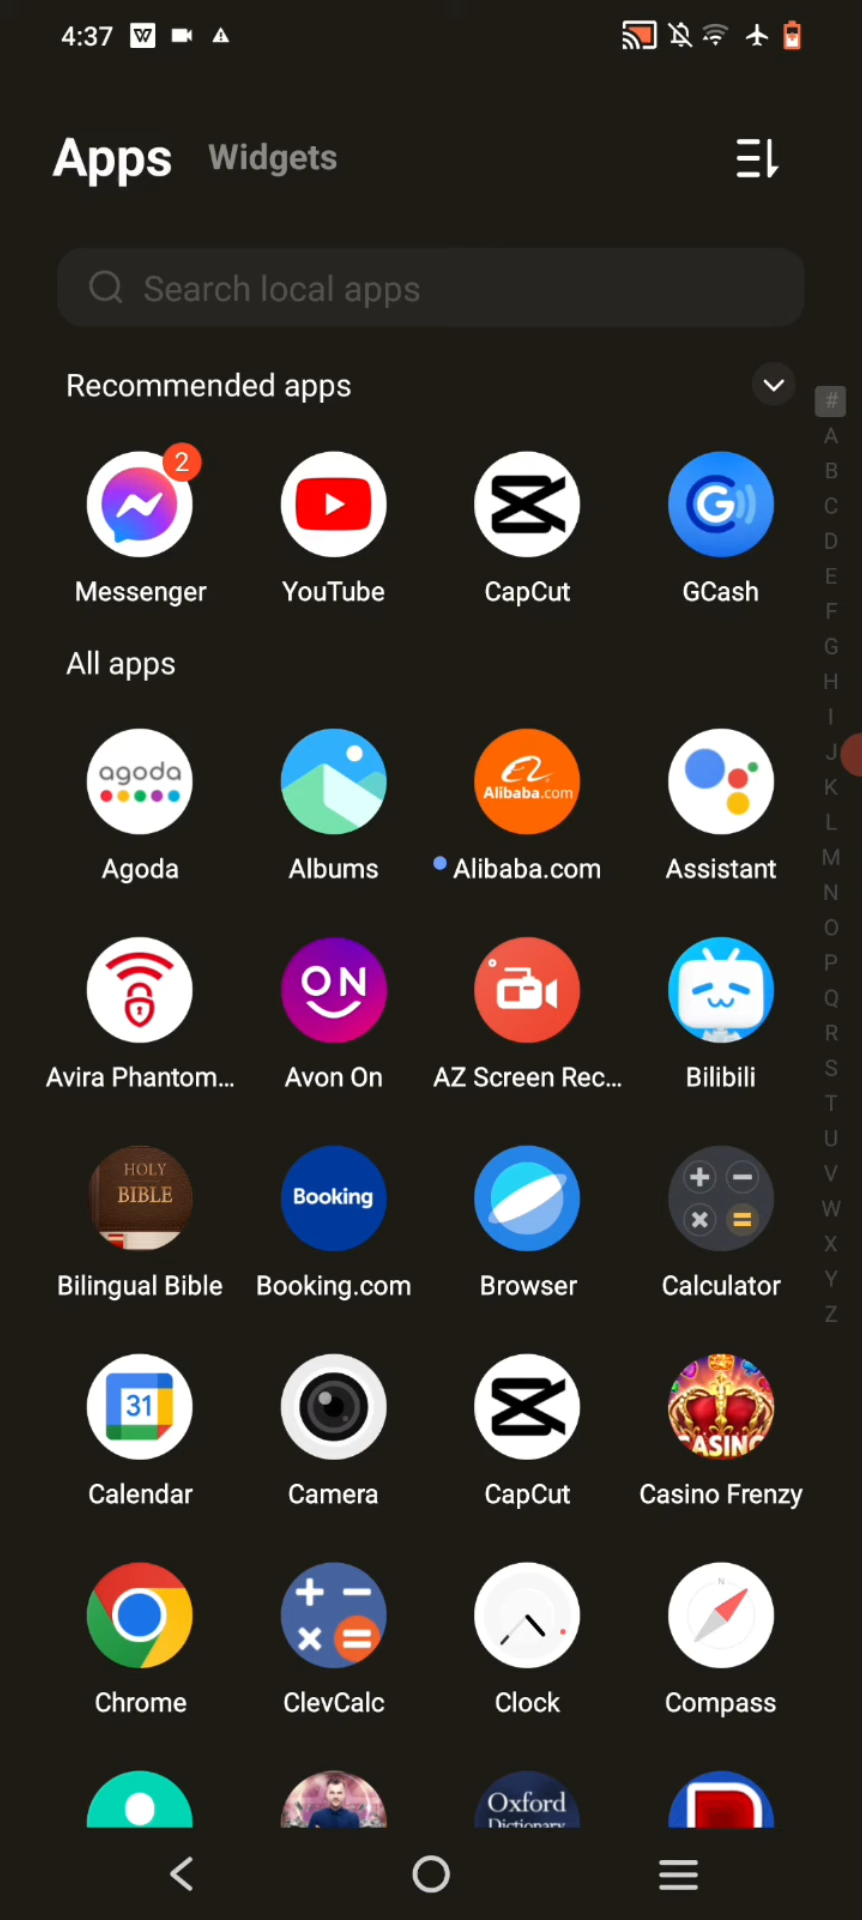 4:37
Apps Widgets
Search local apps
Recommended apps
#
A
B
C
D
E
F
G
H
I
J
K
L
M
N
O
P
Q
R
S
T
U
V
W
X
Y
Z
2
G
Messenger YouTube CapCut GCash
All apps
agoda
Alibaba.com
Agoda Albums Alibaba.com Assistant
ON
Avira Phantom... Avon On AZ Screen Rec... Bilibili
HOLY
BIBLE
Booking
Bilingual Bible Booking.com Browser Calculator
31
CASINO
Calendar Camera CapCut Casino Frenzy
N
Chrome ClevCalc Clock Compass
Oxford
Dictionary